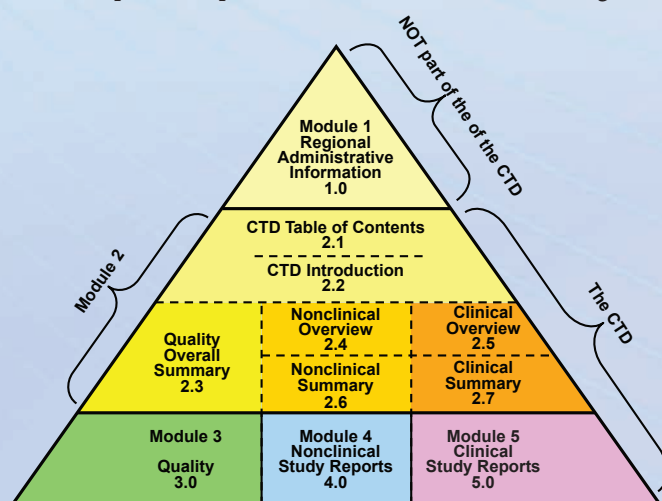 NOT part of the of the CTD
Module 1
Regional
Administrative
Information
1.0
Module 2
CTD Table of Contents
2.1
CTD Introduction
2.2
The CTD
Quality
Overall
Summary
2.3
Nonclinical
Overview
2.4
Clinical
Overview
2.5
Nonclinical
Summary
2.6
Clinical
Summary
2.7
Module 3
Quality
3.0
Module 4
Nonclinical
Study Reports
4.0
Module 5
Clinical
Study Reports
5.0